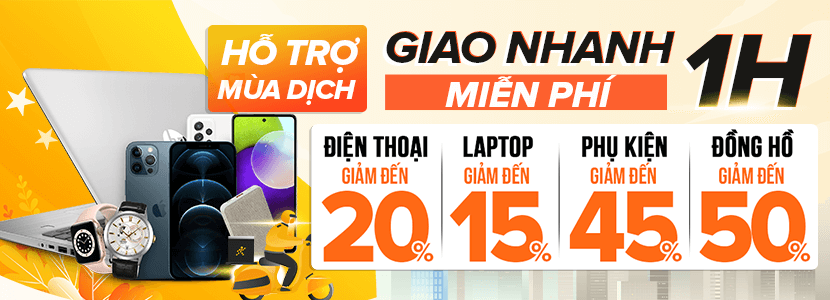 HỖ TRỢ
MÙA DỊCH
GIAO NHANH
MIỄN PHÍ
1H
ĐIỆN THOẠI
GIẢM ĐẾN
20%
LAPTOP
GIẢM ĐẾN
15%
PHỤ KIỆN
GIẢM ĐẾN
45%
ĐỒNG HỒ
GIẢM ĐẾN
50%